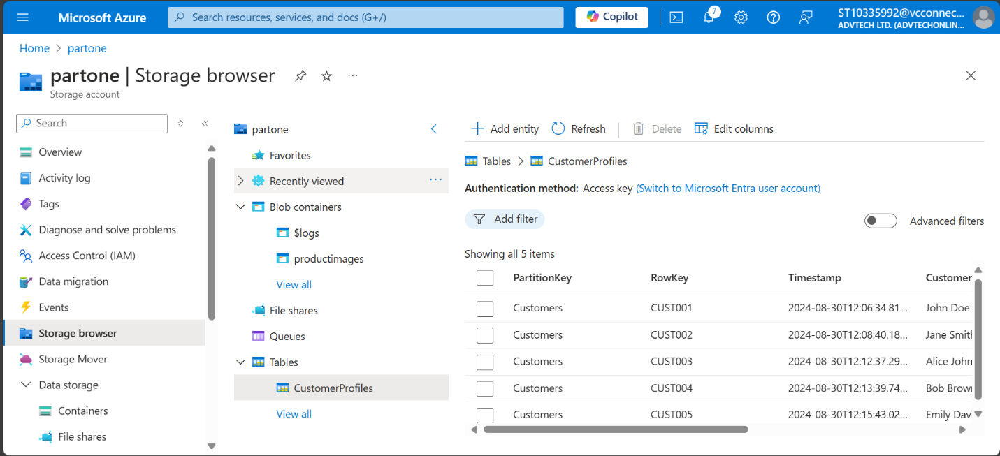 Microsoft Azure
Search resources, services, and docs (G+/)
Copilot
7
ST10335992@vcconnec...
ADVTECH LTD. (ADVTECHONLIN...
Home > partone
partone | Storage browser
Storage account
Search
Overview
Activity log
Tags
Diagnose and solve problems
Access Control (IAM)
Data migration
Events
Storage browser
Storage Mover
Data storage
Containers
File shares
partone
Favorites
Recently viewed
Blob containers
$logs
productimages
View all
File shares
Queues
Tables
CustomerProfiles
View all
Add entity Refresh Delete Edit columns
Tables > CustomerProfiles
Authentication method: Access key (Switch to Microsoft Entra user account)
Add filter
Advanced filters
Showing all 5 items
PartitionKey RowKey Timestamp Customer
Customers CUST001 2024-08-30T12:06:34.81... John Doe
Customers CUST002 2024-08-30T12:08:40.18... Jane Smith
Customers CUST003 2024-08-30T12:12:37.29... Alice John
Customers CUST004 2024-08-30T12:13:39.74... Bob Brow
Customers CUST005 2024-08-30T12:15:43.02... Emily Dav